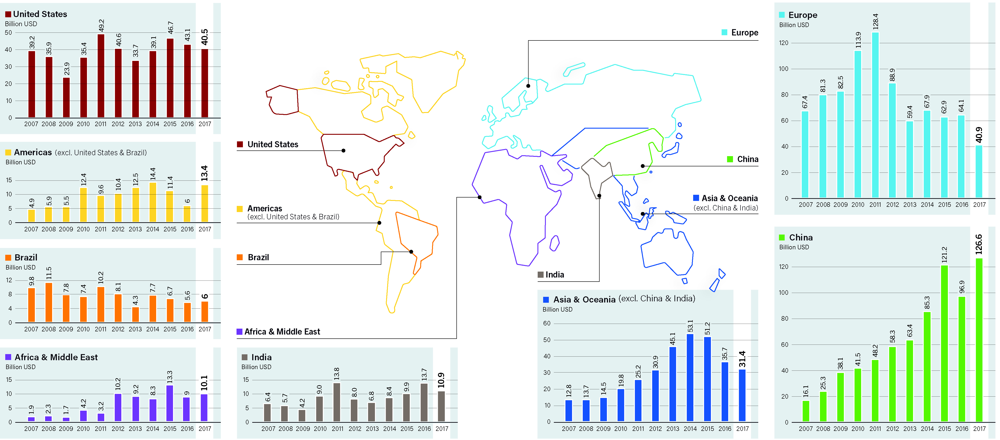 United States
Billion USD
50
40
30
20
10
0
39.2 35.9 23.9 35.4 49.2 40.6 33.7 39.1 46.7 43.1 40.5
2007 2008 2009 2010 2011 2012 2013 2014 2015 2016 2017
Americas (excl. United States & Brazil)
Billion USD
15
10
5
0
4.9 5.9 5.5 12.4 9.6 10.4 12.5 14.4 11.4 6 13.4
2007 2008 2009 2010 2011 2012 2013 2014 2015 2016 2017
Brazil
Billion USD
12
8
4
0
9.8 11.5 7.8 7.4 10.2 8.1 4.3 7.7 6.7 5.6 6
2007 2008 2009 2010 2011 2012 2013 2014 2015 2016 2017
Africa & Middle East
Billion USD
15
10
5
0
1.9 2.3 1.7 4.2 3.2 10.2 9.2 8.3 13.3 9 10.1
2007 2008 2009 2010 2011 2012 2013 2014 2015 2016 2017
United States
Americas
(excl. United States & Brazil)
Brazil
Africa & Middle East
Europe
China
Asia & Oceania
(excl. China & India)
India
India
Billion USD
15
10
5
0
6.4 5.7 4.2 9.0 13.8 8.0 6.8 8.4 9.9 13.7 10.9
2007 2008 2009 2010 2011 2012 2013 2014 2015 2016 2017
Asia & Oceania (excl. China & India)
Billion USD
60
50
40
30
20
10
0
12.8 13.7 14.5 19.8 25.2 30.9 45.1 53.1 51.2 35.7 31.4
2007 2008 2009 2010 2011 2012 2013 2014 2015 2016 2017
Europe
Billion USD
120
100
80
60
40
20
0
67.4 81.3 82.5 113.9 128.4 88.9 59.4 67.9 62.9 64.1 40.9
2007 2008 2009 2010 2011 2012 2013 2014 2015 2016 2017
China
Billion USD
120
100
80
60
40
20
0
16.1 25.3 38.1 41.5 48.2 58.3 63.4 85.3 121.2 96.9 126.6
2007 2008 2009 2010 2011 2012 2013 2014 2015 2016 2017